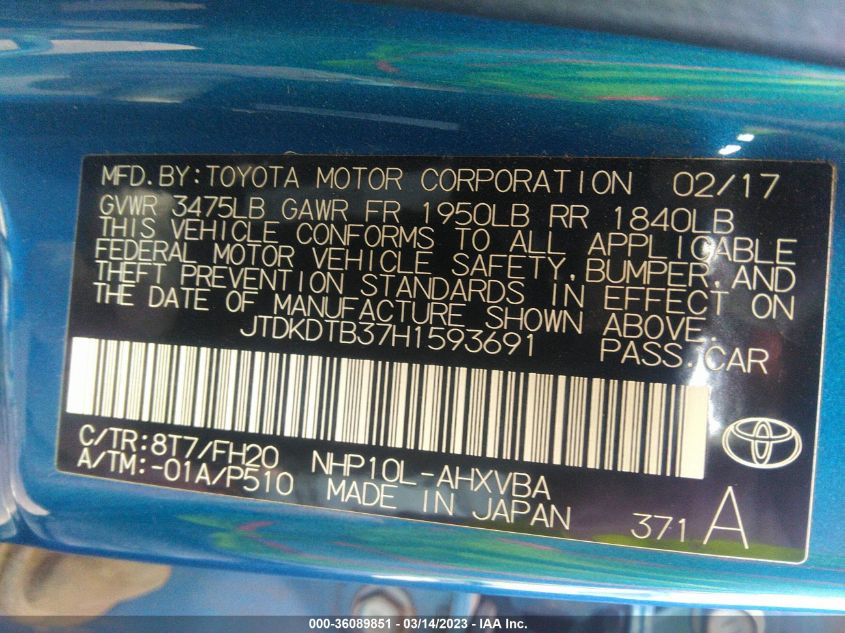 MFD.BY:TOYOTA MOTOR CORPORATION 02/17
GVWR 3475LB GAWR FR 1950LB RR 1840LB
THIS VEHICLE CONFORMS TO ALL APPLICABLE
FEDERAL MOTOR VEHICLE SAFETY,BUMPER,AND
THEFT PREVENTION STANDARDS IN EFFECT ON
THE DATE OF MANUFACTURE SHOWN ABOVE.
JTDKDTB37H1593691 PASS.CAR
C/TR:8T7/FH20 NHP10L-AHXVBA
A/TM:-01A/P510 MADE IN JAPAN 371 A
000-36089851 - 03/14/2023 - IAA Inc.